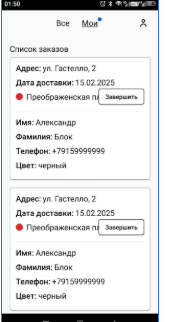 01:50
Все Мои
Список заказов
Адрес: ул. Гастелло, 2
Дата доставки: 15.02.2025
Преображенская пл Завершить
Имя: Александр
Фамилия: Блок
Телефон: +79159999999
Цвет: черный
Адрес: ул. Гастелло, 2
Дата доставки: 15.02.2025
Преображенская пл Завершить
Имя: Александр
Фамилия: Блок
Телефон: +79159999999
Цвет: черный